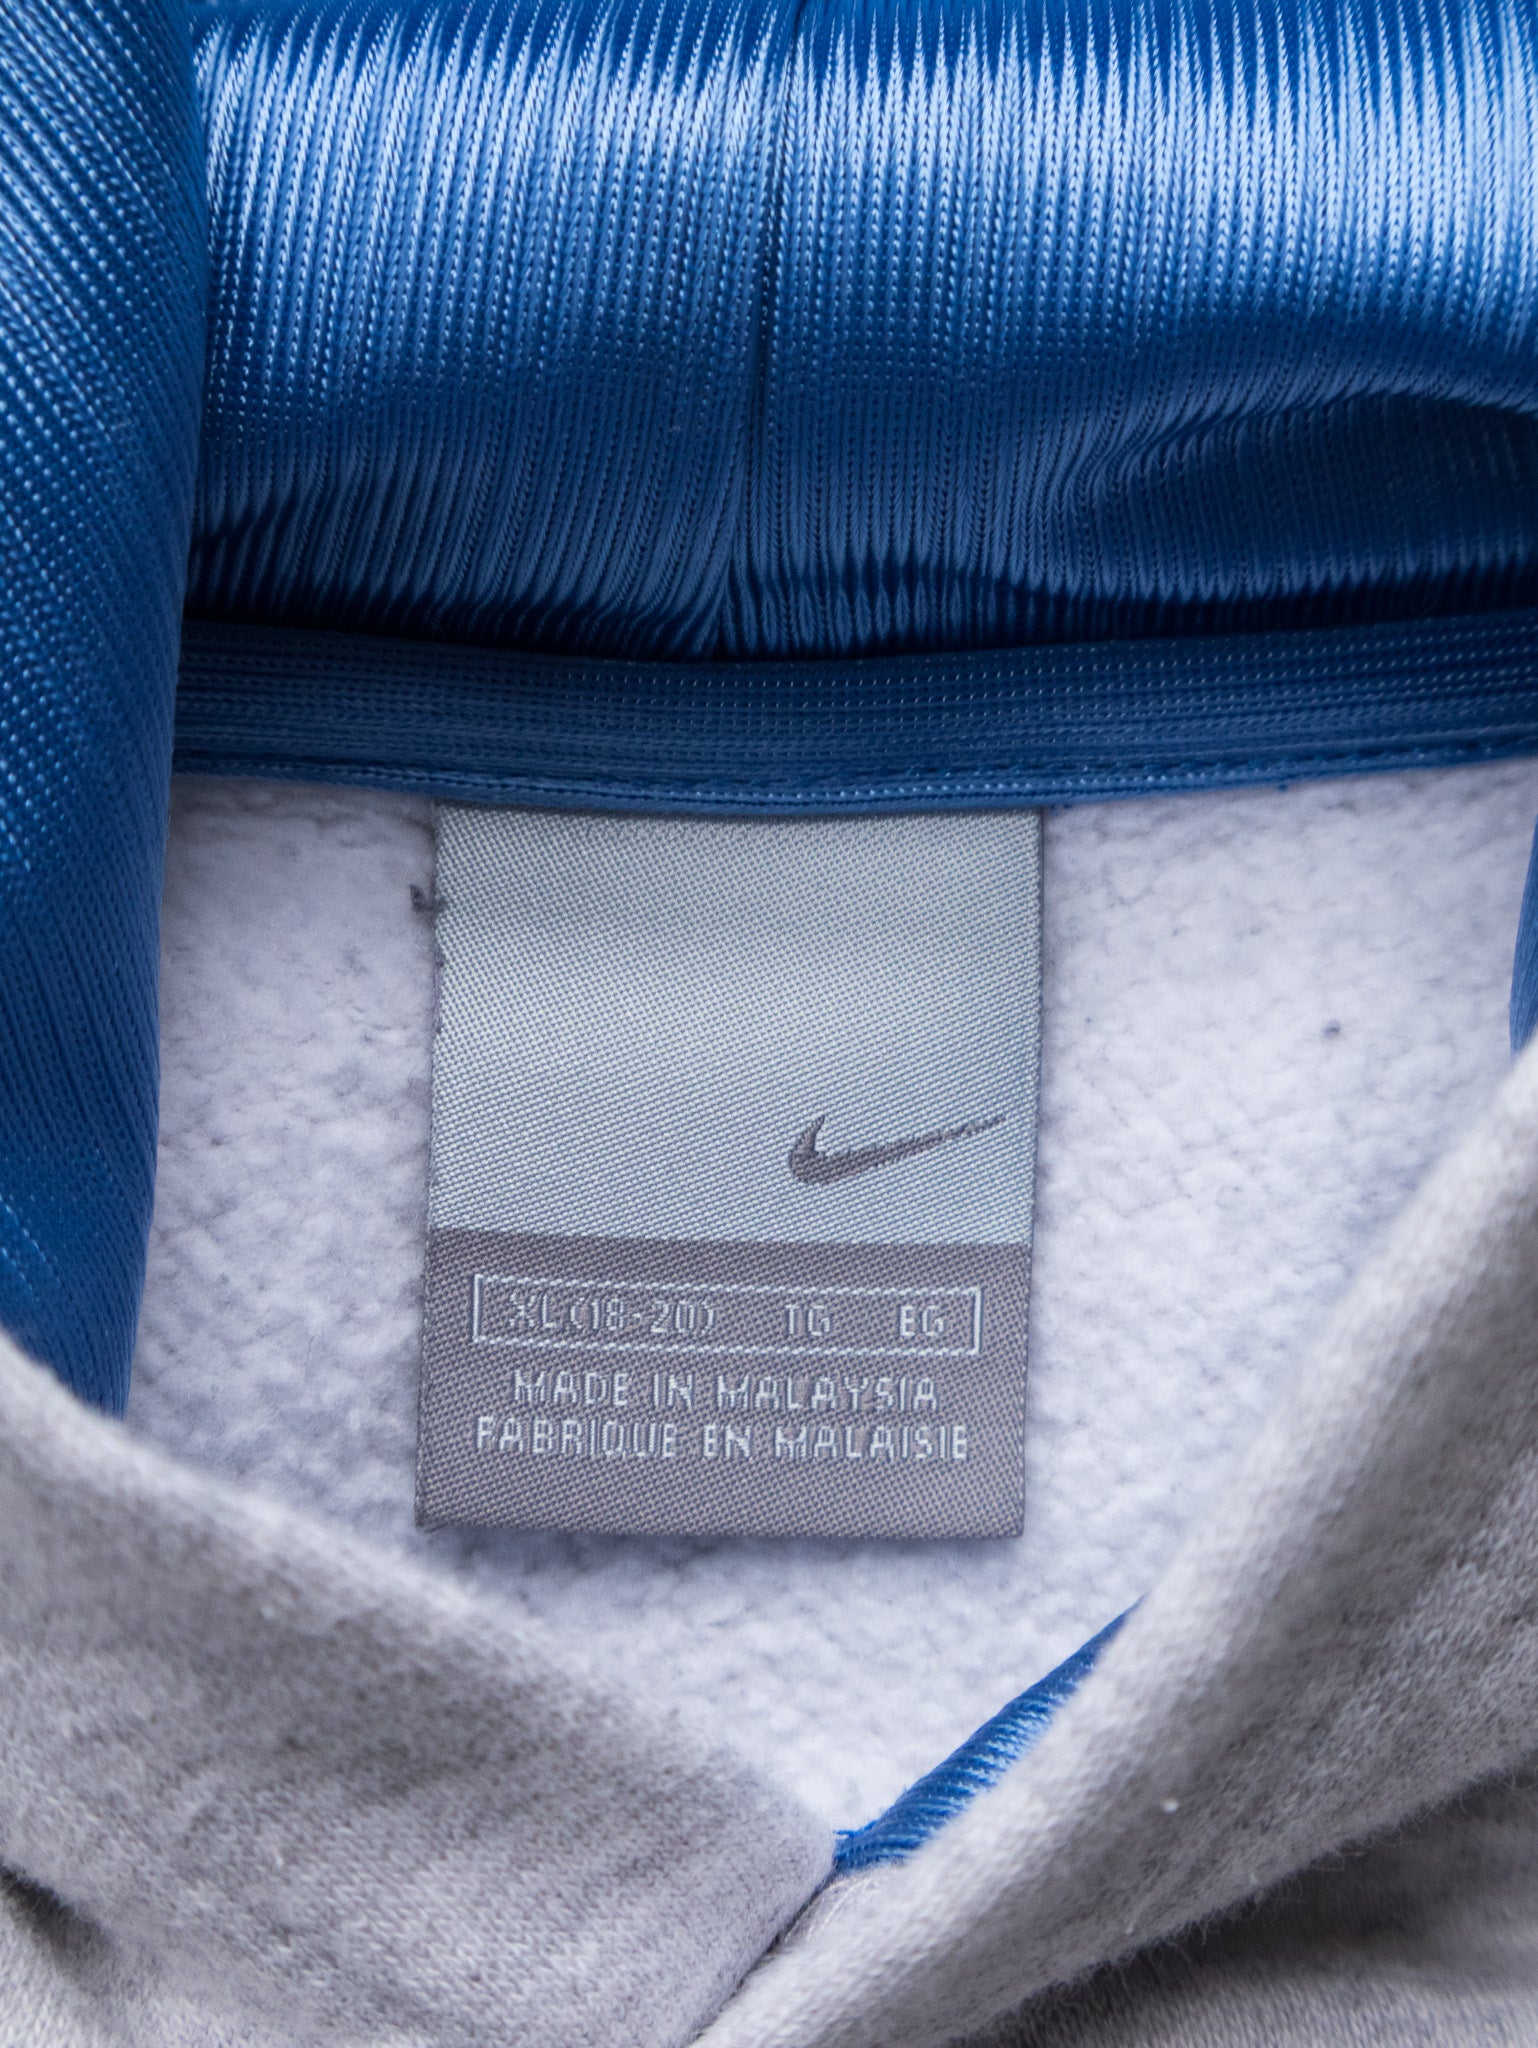 XL(18-20) TG EG
MADE IN MALAYSIA
FABRIQUE EN MALAISIE